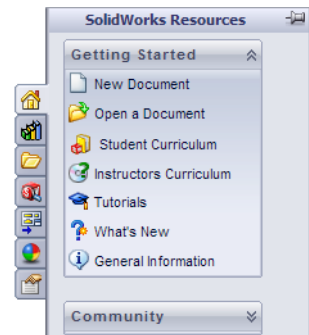 SolidWorks Resources
Getting Started
New Document
Open a Document
Student Curriculum
Instructors Curriculum
Tutorials
What's New
General Information
Community